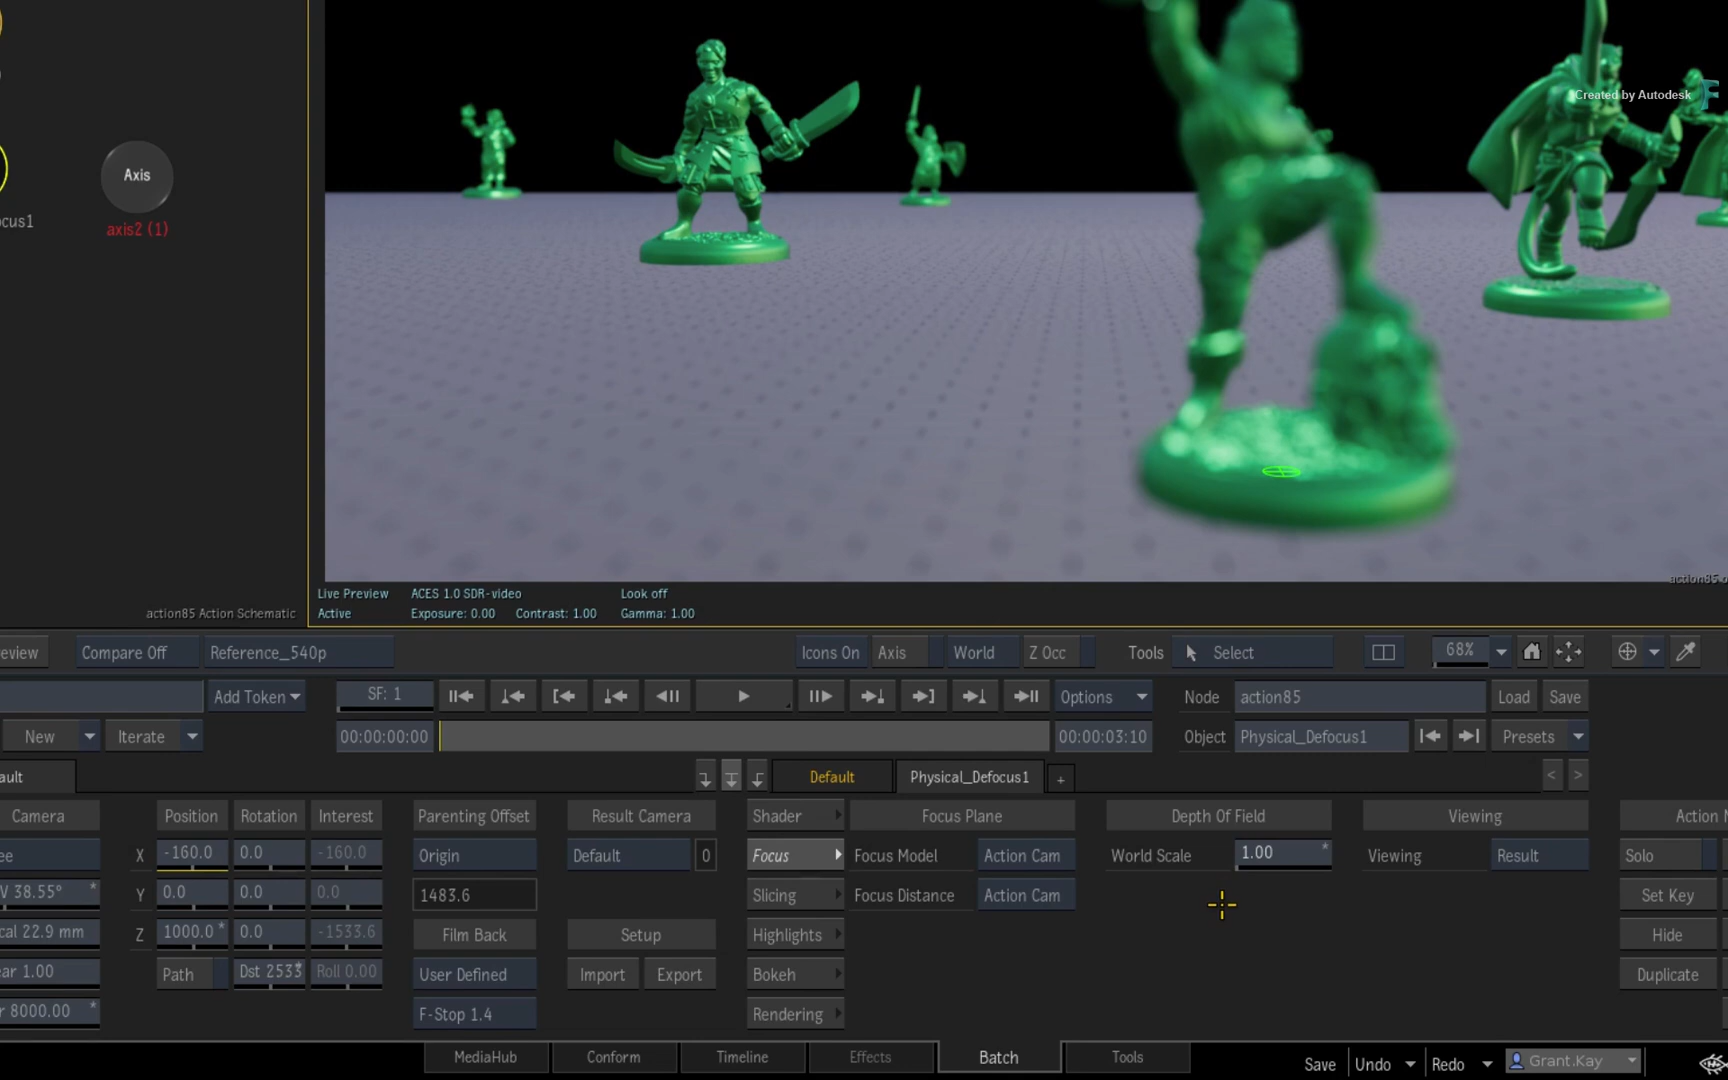 Created by Autodesk
Axis
ocus1
axis2 (1)
action85 Action Schematic
Live Preview ACES 1.0 SDR-video Look off
Active Exposure: 0.00 Contrast: 1.00 Gamma: 1.00
eview Compare Off Reference_540p Icons On Axis World Z Occ Tools Select 68%
Add Token SF: 1 Options Node action85 Load Save
New Iterate 00:00:00:00 00:00:03:10 Object Physical_Defocus1 Presets
ault Default Physical_Defocus1 + < >
Camera Position Rotation Interest Parenting Offset Result Camera Shader Focus Plane Depth Of Field Viewing Action
ee X -160.0 0.0 -160.0 Origin Default 0 Focus Focus Model Action Cam World Scale 1.00 * Viewing Result Solo
V 38.55° * Y 0.0 0.0 0.0 1483.6 Slicing Focus Distance Action Cam Set Key
cal 22.9 mm Z 1000.0 * 0.0 -1533.6 Film Back Setup Highlights Hide
ar 1.00 Path Dst 2533 * Roll 0.00 User Defined Import Export Bokeh Duplicate
r 8000.00 * F-Stop 1.4 Rendering
MediaHub Conform Timeline Effects Batch Tools Save Undo Redo Grant.Kay